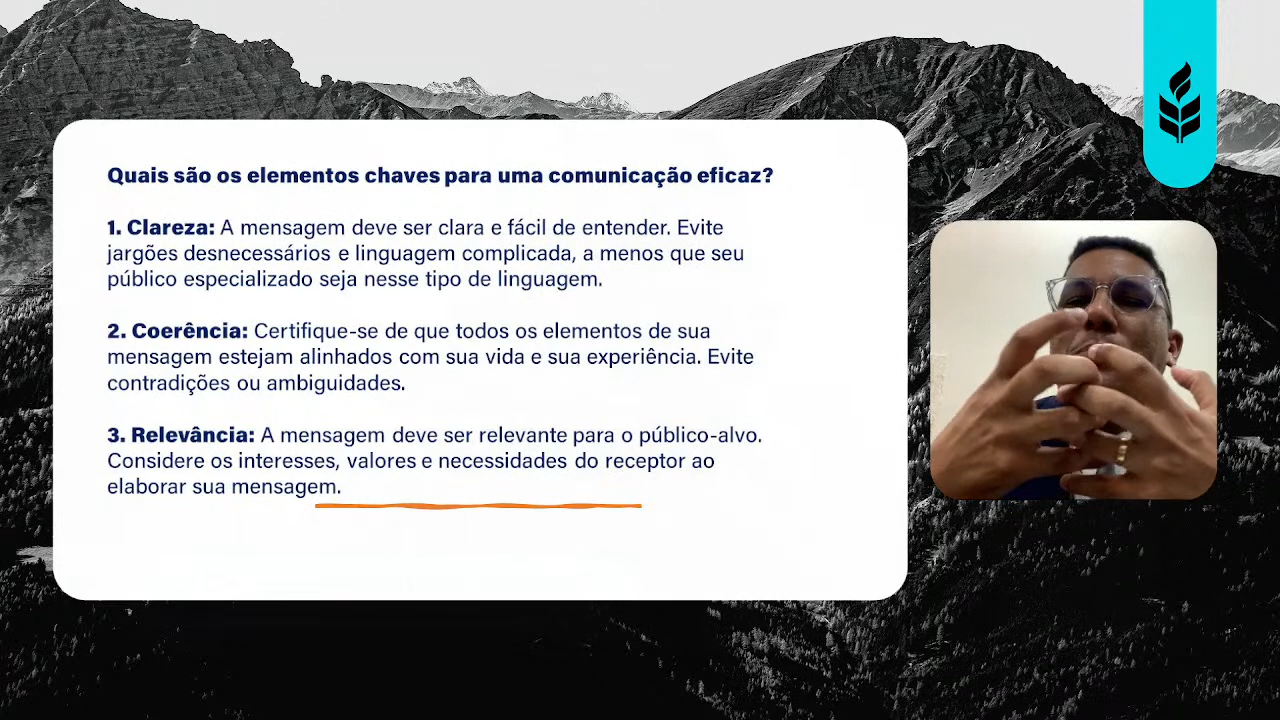 Quais são os elementos chaves para uma comunicação eficaz?
1. Clareza: A mensagem deve ser clara e fácil de entender. Evite
jargões desnecessários e linguagem complicada, a menos que seu
público especializado seja nesse tipo de linguagem.
2. Coerência: Certifique-se de que todos os elementos de sua
mensagem estejam alinhados com sua vida e sua experiência. Evite
contradições ou ambiguidades.
3. Relevância: A mensagem deve ser relevante para o público-alvo.
Considere os interesses, valores e necessidades do receptor ao
elaborar sua mensagem.